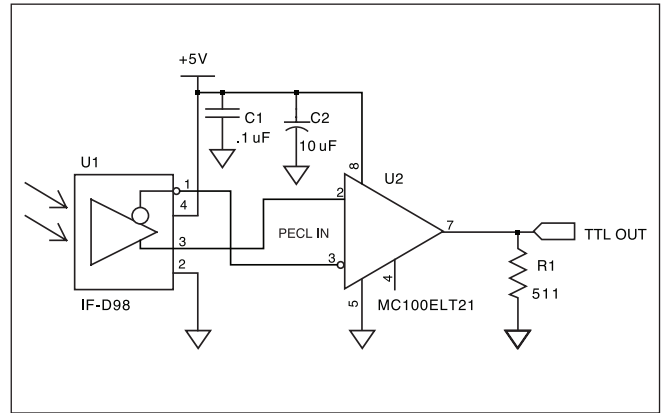 +5V
C1
.1 uF
C2
10 uF
U1
1
4
3
2
IF-D98
PECL IN
8
U2
2
3
7
4
5
MC100ELT21
TTL OUT
R1
511